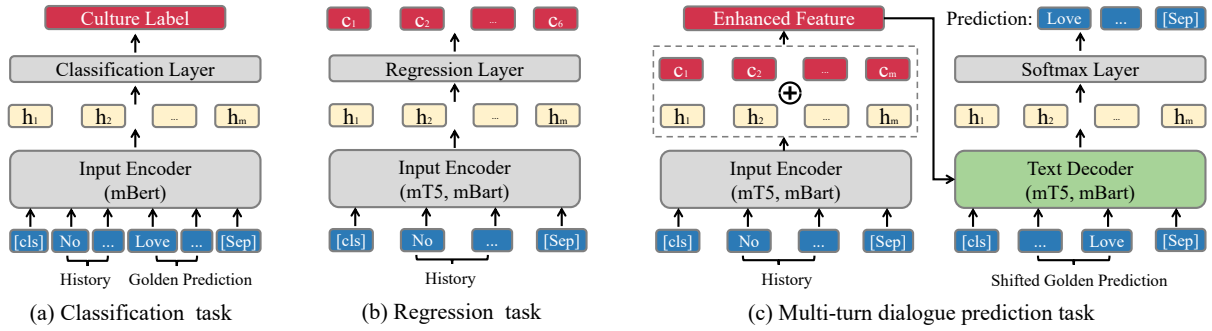 Culture Label
Classification Layer
h1 h2 ... hm
Input Encoder
(mBert)
[cls] No ... Love ... [Sep]
History Golden Prediction
(a) Classification task
c1 c2 ... c6
Regression Layer
h1 h2 ... hm
Input Encoder
(mT5, mBart)
[cls] No ... [Sep]
History
(b) Regression task
Enhanced Feature
c1 c2 ... cm
+
h1 h2 ... hm
Input Encoder
(mT5, mBart)
[cls] No ... [Sep]
History
Prediction: Love ... [Sep]
Softmax Layer
h1 h2 ... hm
Text Decoder
(mT5, mBart)
[cls] ... Love [Sep]
Shifted Golden Prediction
(c) Multi-turn dialogue prediction task